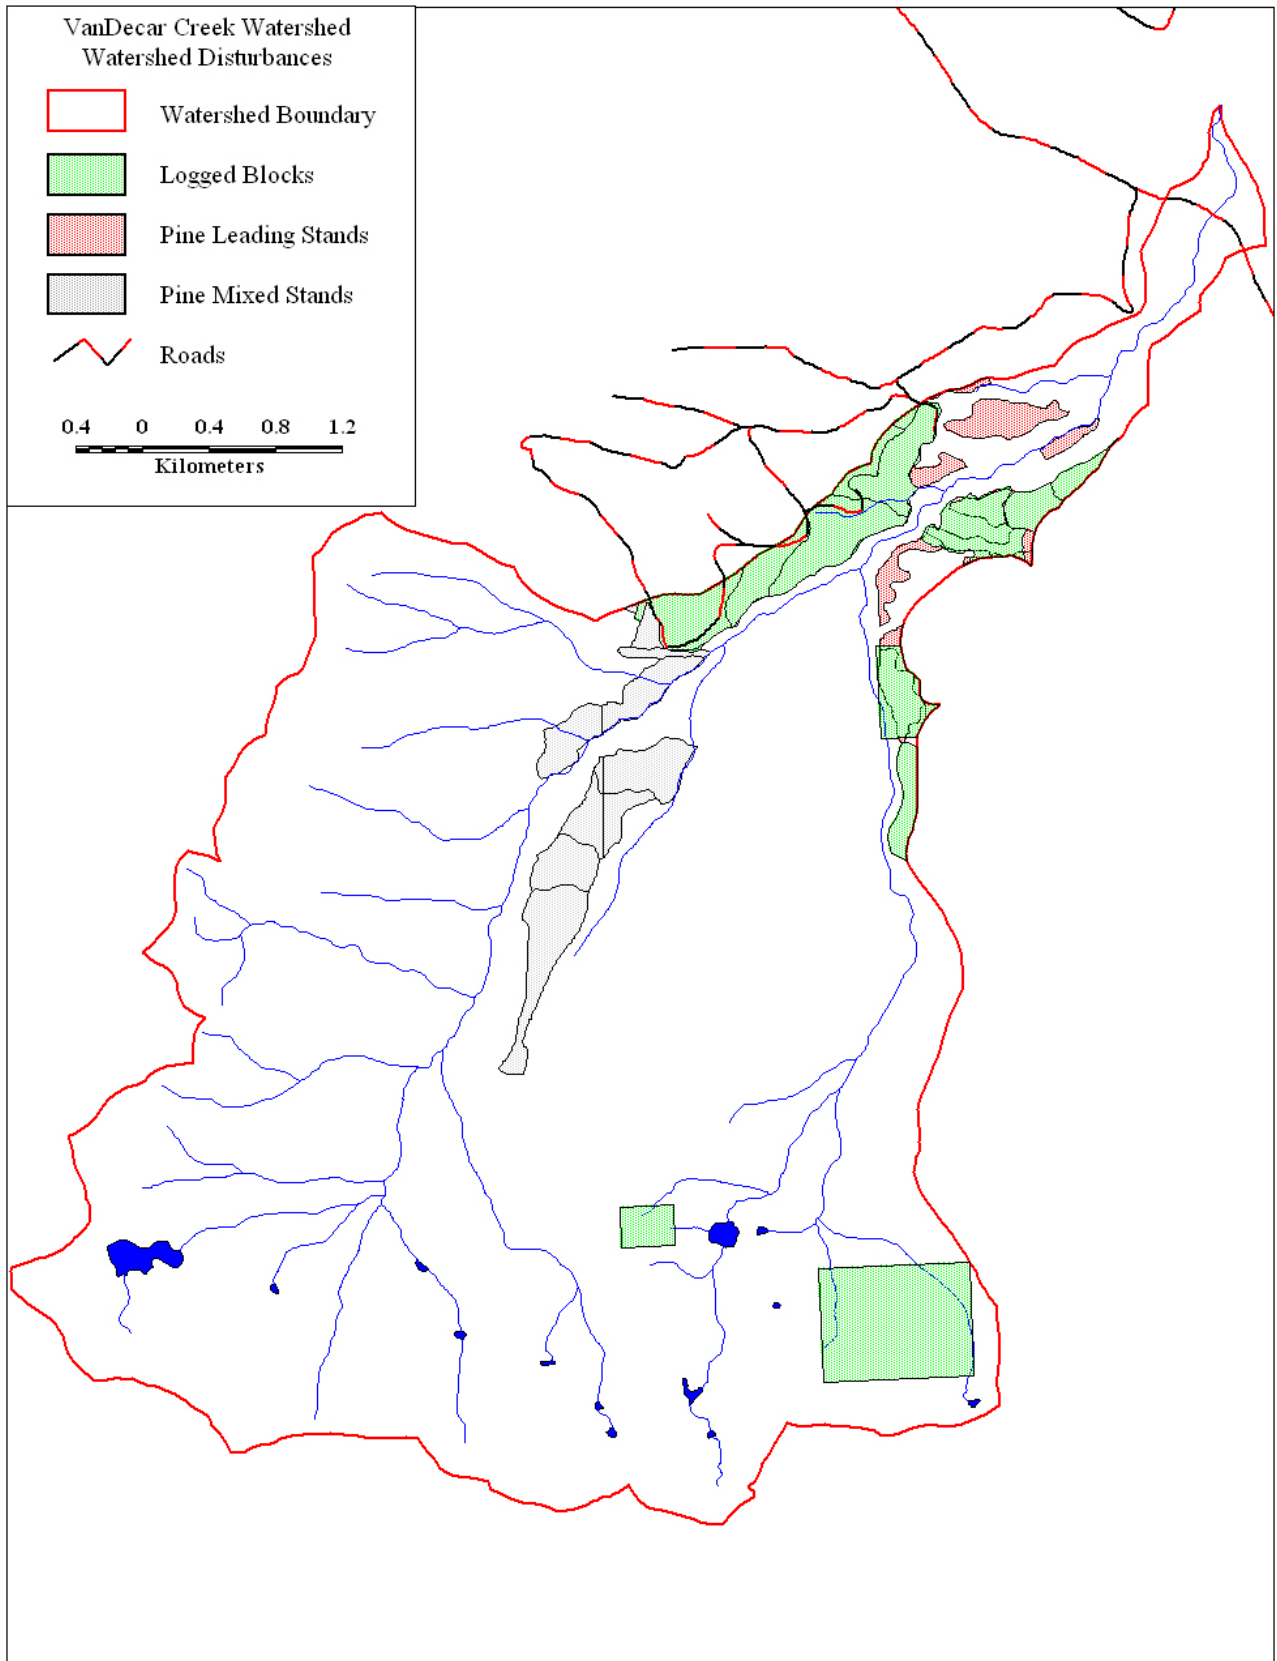 VanDecar Creek Watershed
Watershed Disturbances
Watershed Boundary
Logged Blocks
Pine Leading Stands
Pine Mixed Stands
Roads
0.4 0 0.4 0.8 1.2
Kilometers